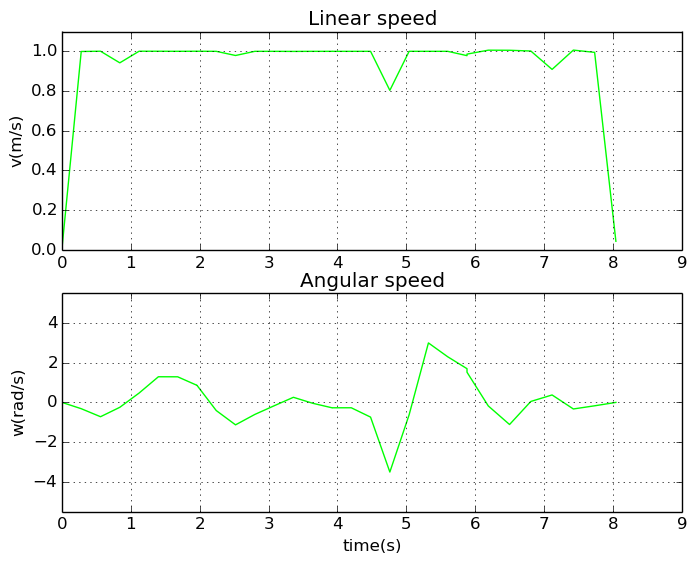 Linear speed
1.0
0.8
0.6
0.4
0.2
0.0
v(m/s)
0 1 2 3 4 5 6 7 8 9
Angular speed
4
2
0
−2
−4
w(rad/s)
0 1 2 3 4 5 6 7 8 9
time(s)